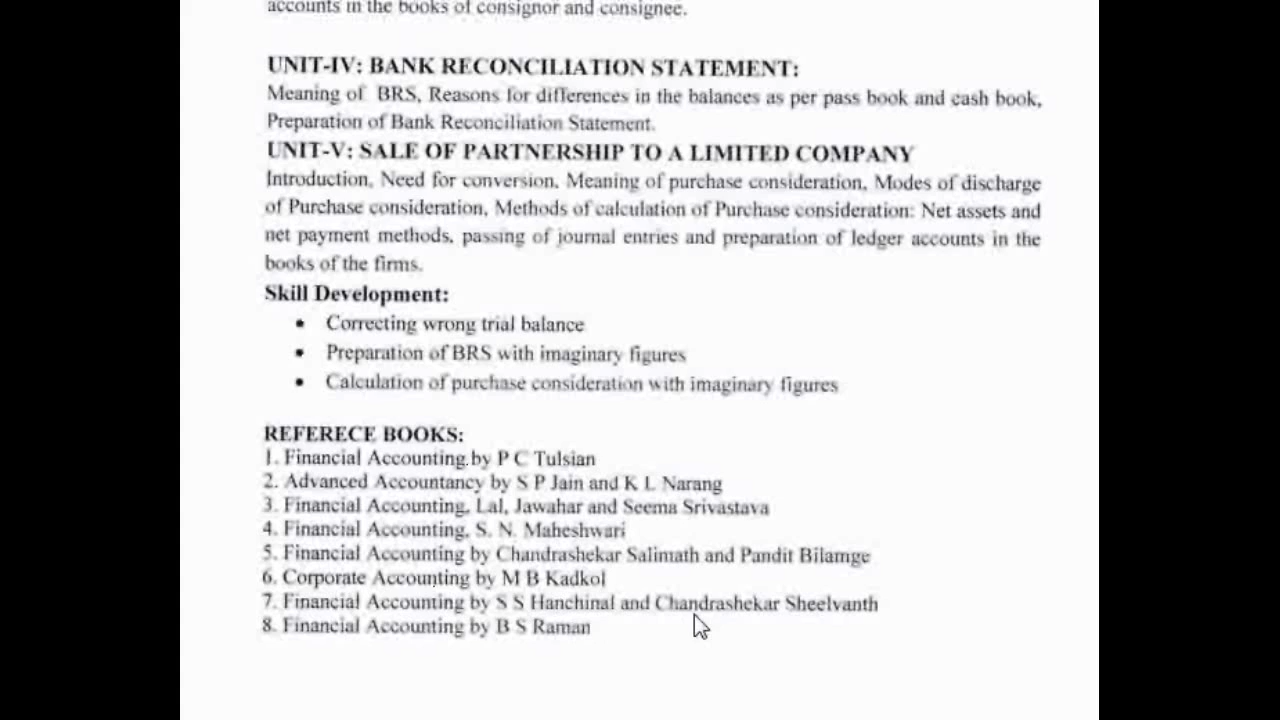 accounts in the books of consignor and consignee.
UNIT-IV: BANK RECONCILIATION STATEMENT:
Meaning of BRS, Reasons for differences in the balances as per pass book and cash book,
Preparation of Bank Reconciliation Statement.
UNIT-V: SALE OF PARTNERSHIP TO A LIMITED COMPANY
Introduction, Need for conversion, Meaning of purchase consideration, Modes of discharge
of Purchase consideration, Methods of calculation of Purchase consideration: Net assets and
net payment methods, passing of journal entries and preparation of ledger accounts in the
books of the firms.
Skill Development:
• Correcting wrong trial balance
• Preparation of BRS with imaginary figures
• Calculation of purchase consideration with imaginary figures
REFERECE BOOKS:
1. Financial Accounting by P C Tulsian
2. Advanced Accountancy by S P Jain and K L Narang
3. Financial Accounting, Lal, Jawahar and Seema Srivastava
4. Financial Accounting, S. N. Maheshwari
5. Financial Accounting by Chandrashekar Salimath and Pandit Bilamge
6. Corporate Accounting by M B Kadkol
7. Financial Accounting by S S Hanchinal and Chandrashekar Sheelvanth
8. Financial Accounting by B S Raman